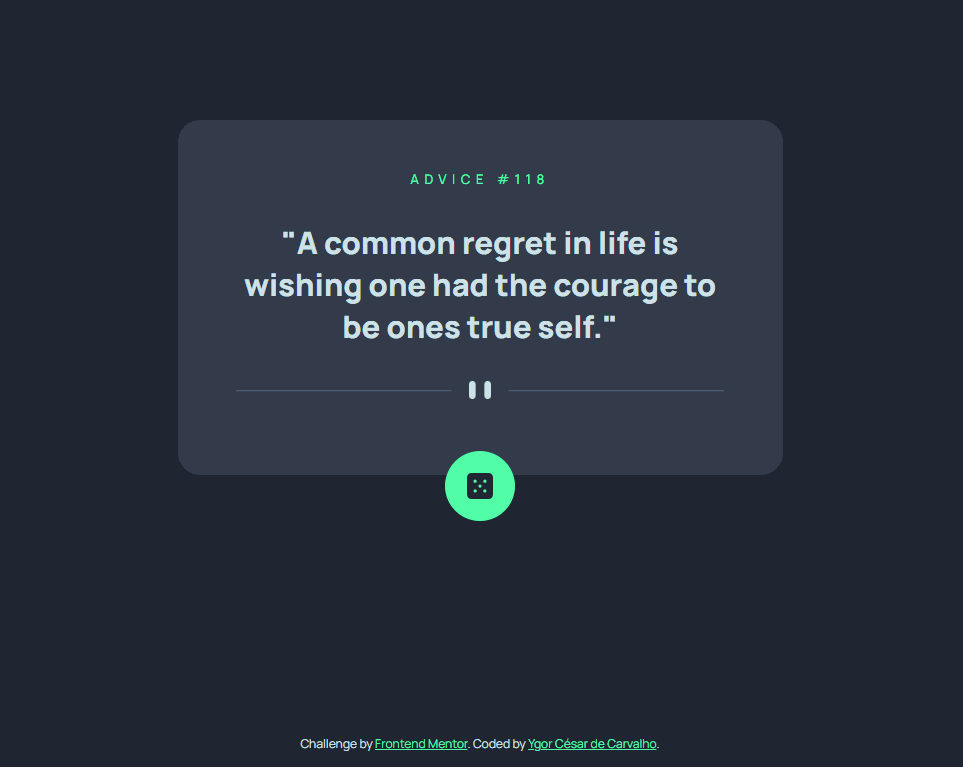 ADVICE #118
"A common regret in life is
wishing one had the courage to
be ones true self."
Challenge by Frontend Mentor. Coded by Ygor César de Carvalho.